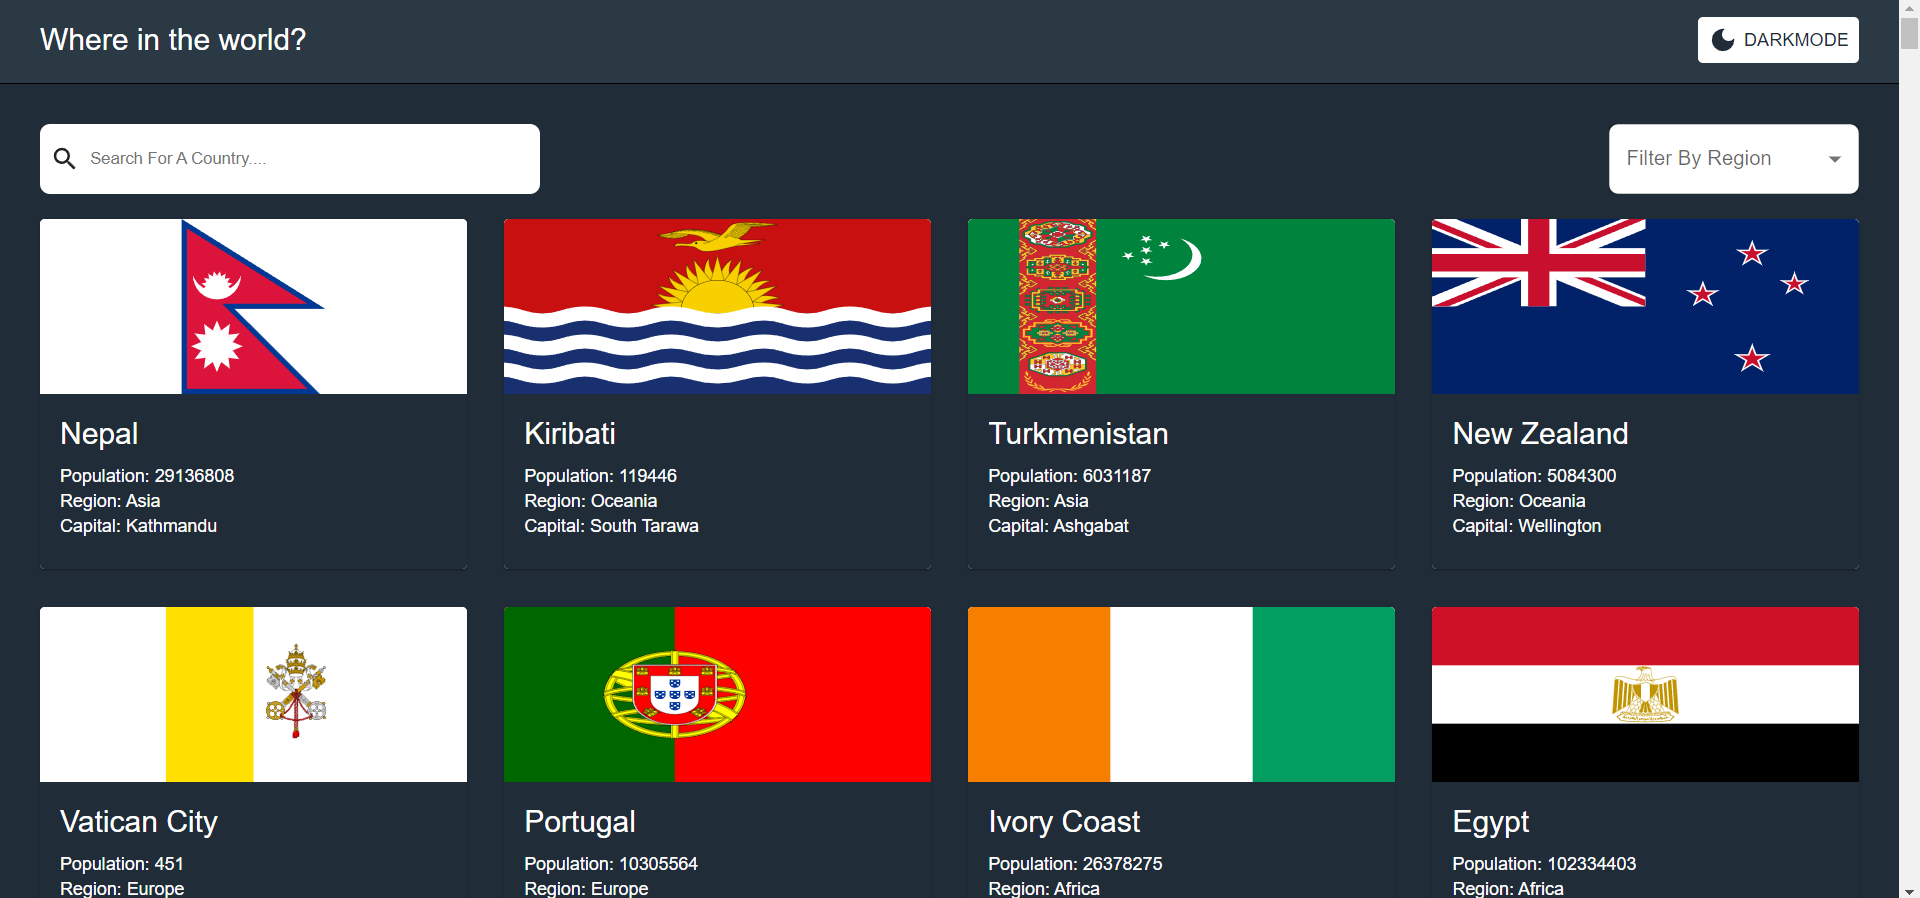 Where in the world?
DARKMODE
Search For A Country....
Filter By Region
Nepal
Population: 29136808
Region: Asia
Capital: Kathmandu
Kiribati
Population: 119446
Region: Oceania
Capital: South Tarawa
Turkmenistan
Population: 6031187
Region: Asia
Capital: Ashgabat
New Zealand
Population: 5084300
Region: Oceania
Capital: Wellington
Vatican City
Population: 451
Region: Europe
Portugal
Population: 10305564
Region: Europe
Ivory Coast
Population: 26378275
Region: Africa
Egypt
Population: 102334403
Region: Africa